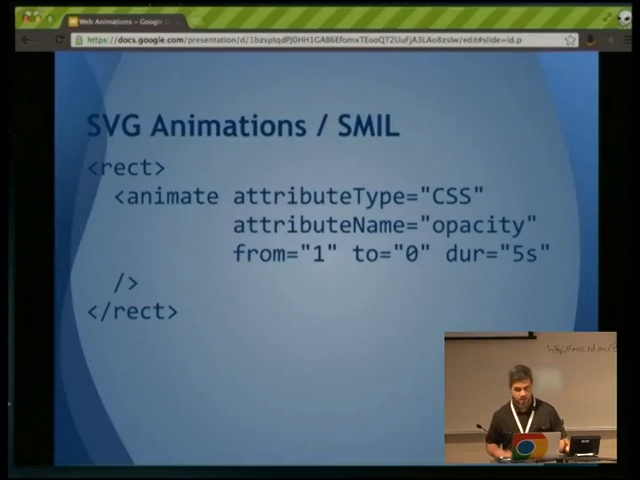 Web Animations – Google
https://docs.google.com/presentation/d/
SVG Animations / SMIL
<rect>
<animate attributeType="CSS"
attributeName="opacity"
from="1" to="0" dur="5s"
/>
</rect>